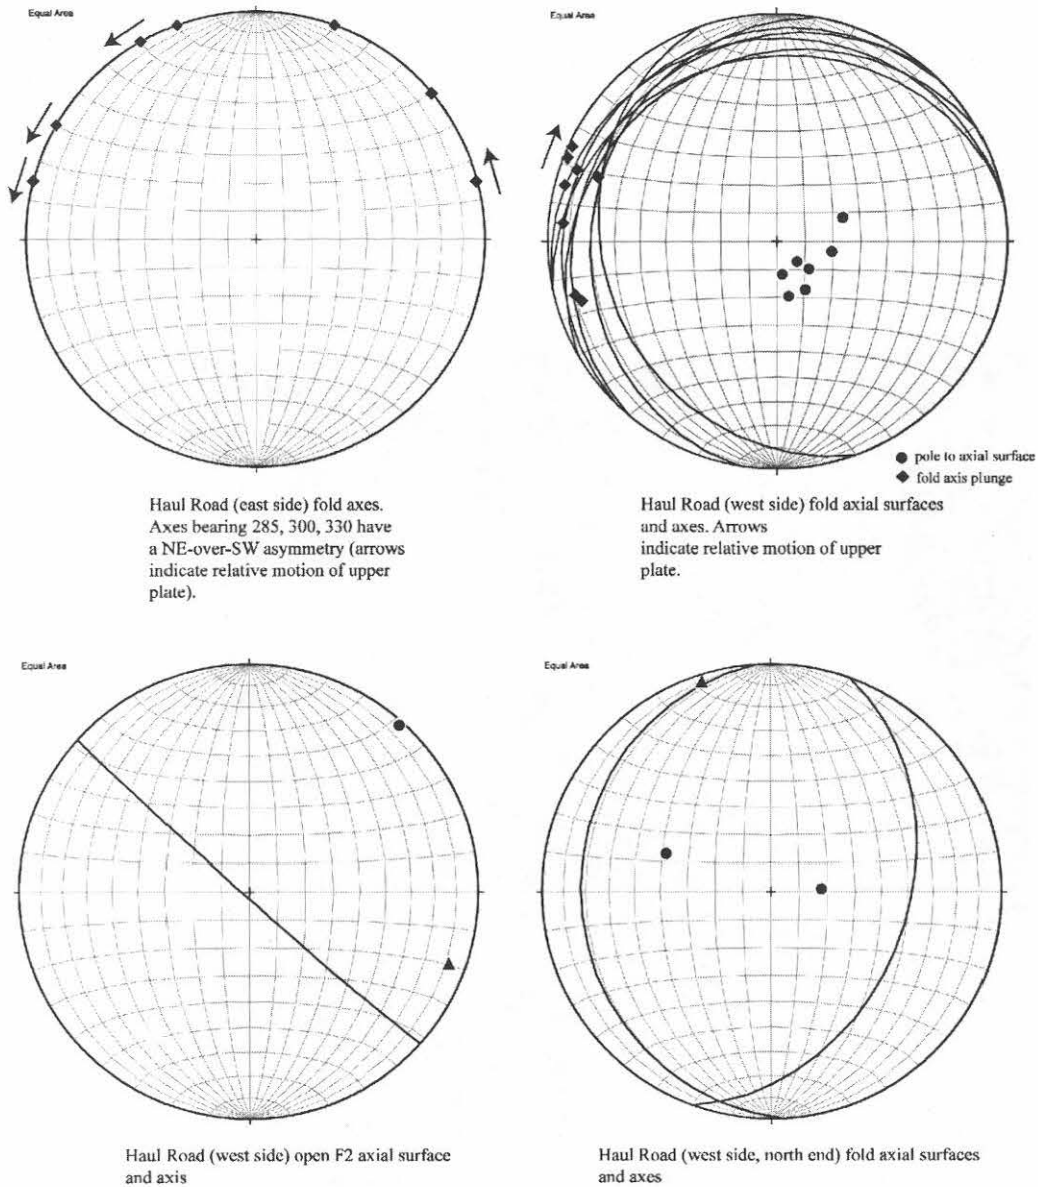 Equal Area
Equal Area
● pole to axial surface
◆ fold axis plunge
Haul Road (east side) fold axes.
Axes bearing 285, 300, 330 have
a NE-over-SW asymmetry (arrows
indicate relative motion of upper
plate).
Haul Road (west side) fold axial surfaces
and axes. Arrows
indicate relative motion of upper
plate.
Equal Area
Equal Area
Haul Road (west side) open F2 axial surface
and axis
Haul Road (west side, north end) fold axial surfaces
and axes